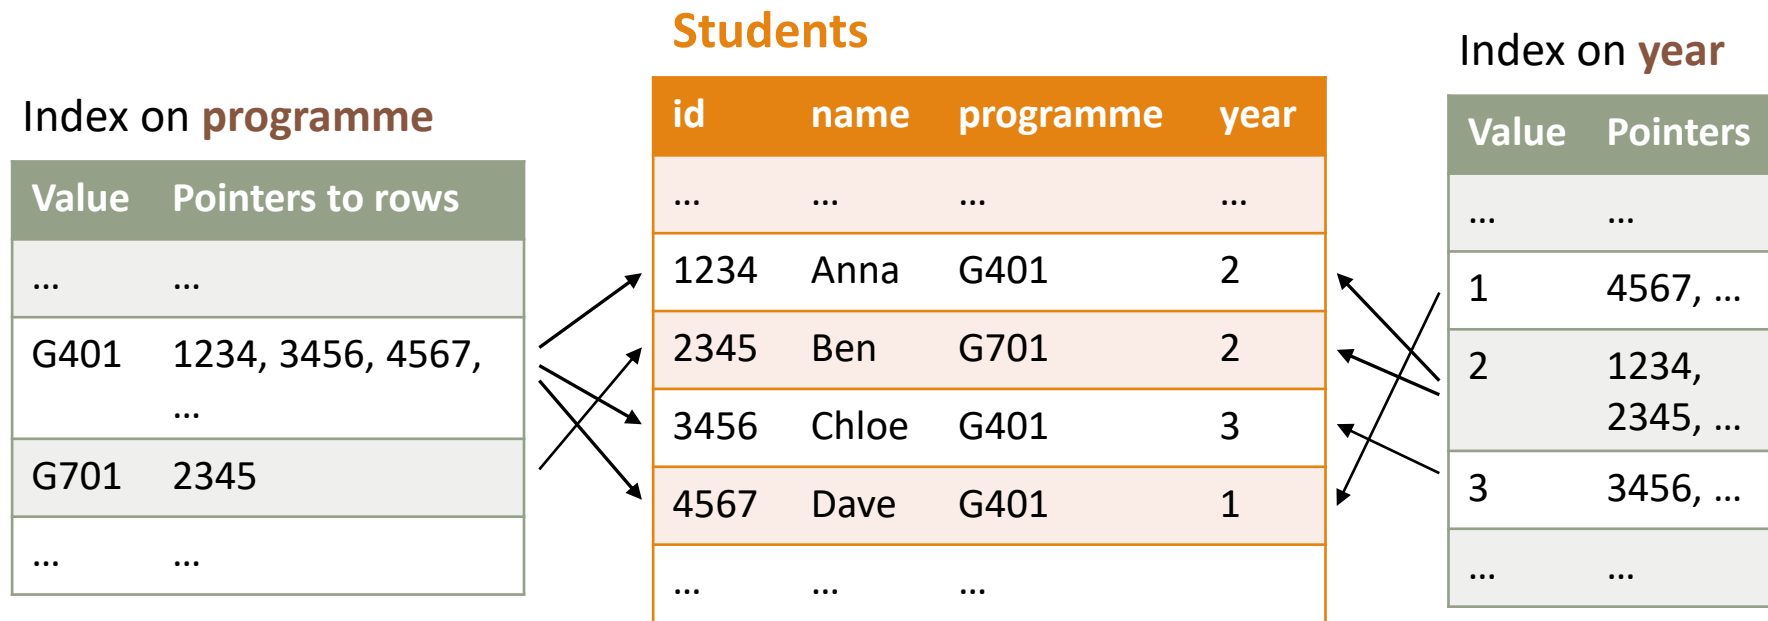 Index on programme
Value Pointers to rows
... ...
G401 1234, 3456, 4567,
...
G701 2345
... ...
Students
id name programme year
... ... ... ...
1234 Anna G401 2
2345 Ben G701 2
3456 Chloe G401 3
4567 Dave G401 1
... ... ...
Index on year
Value Pointers
... ...
1 4567, ...
2 1234,
2345, ...
3 3456, ...
... ...